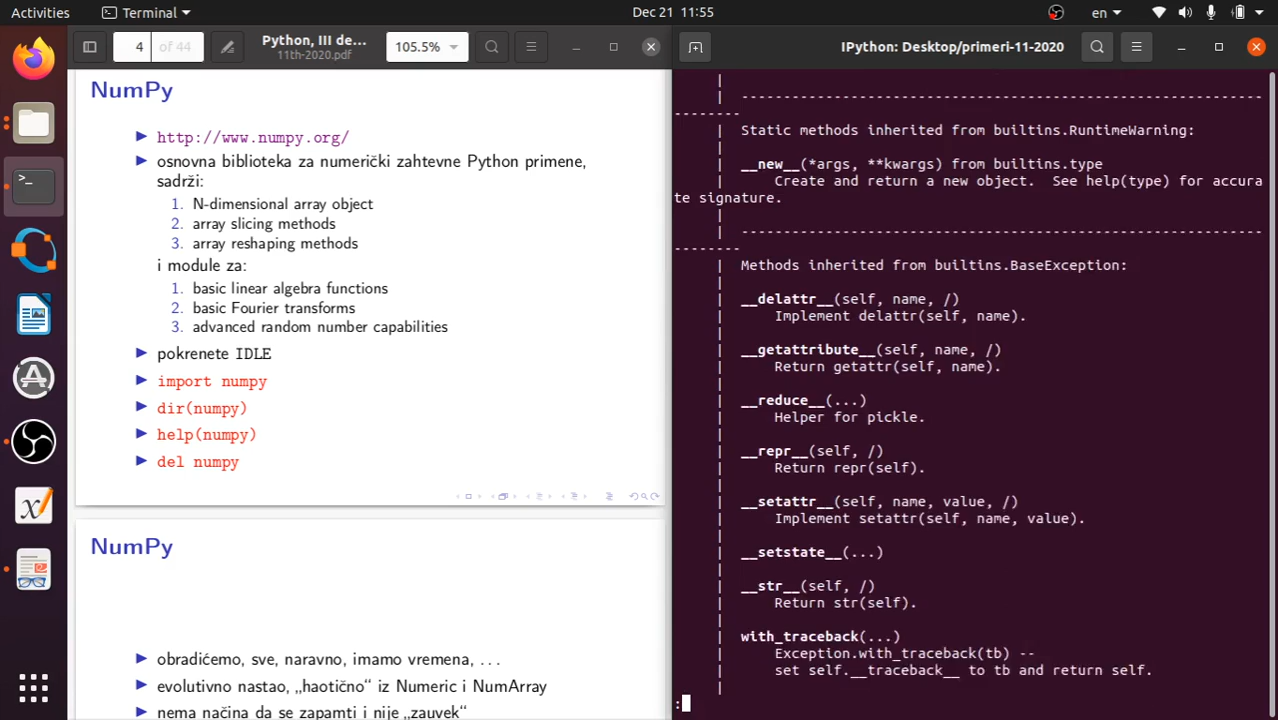 Activities
Terminal
Dec 21 11:55
en
4 of 44
Python, III de...
11th-2020.pdf
105.5%
NumPy
http://www.numpy.org/
osnovna biblioteka za numerički zahtevne Python primene,
sadrži:
1. N-dimensional array object
2. array slicing methods
3. array reshaping methods
i module za:
1. basic linear algebra functions
2. basic Fourier transforms
3. advanced random number capabilities
pokrenete IDLE
import numpy
dir(numpy)
help(numpy)
del numpy
NumPy
obradićemo, sve, naravno, imamo vremena, ...
evolutivno nastao, „haotično“ iz Numeric i NumArray
nema načina da se zapamti i nije „zauvek“
IPython: Desktop/primeri-11-2020
|
| --------------------------------------------------------------
--------
| Static methods inherited from builtins.RuntimeWarning:
|
| __new__(*args, **kwargs) from builtins.type
| Create and return a new object. See help(type) for accura
te signature.
|
| --------------------------------------------------------------
--------
| Methods inherited from builtins.BaseException:
|
| __delattr__(self, name, /)
| Implement delattr(self, name).
|
| __getattribute__(self, name, /)
| Return getattr(self, name).
|
| __reduce__(...)
| Helper for pickle.
|
| __repr__(self, /)
| Return repr(self).
|
| __setattr__(self, name, value, /)
| Implement setattr(self, name, value).
|
| __setstate__(...)
|
| __str__(self, /)
| Return str(self).
|
| with_traceback(...)
| Exception.with_traceback(tb) --
| set self.__traceback__ to tb and return self.
|
: